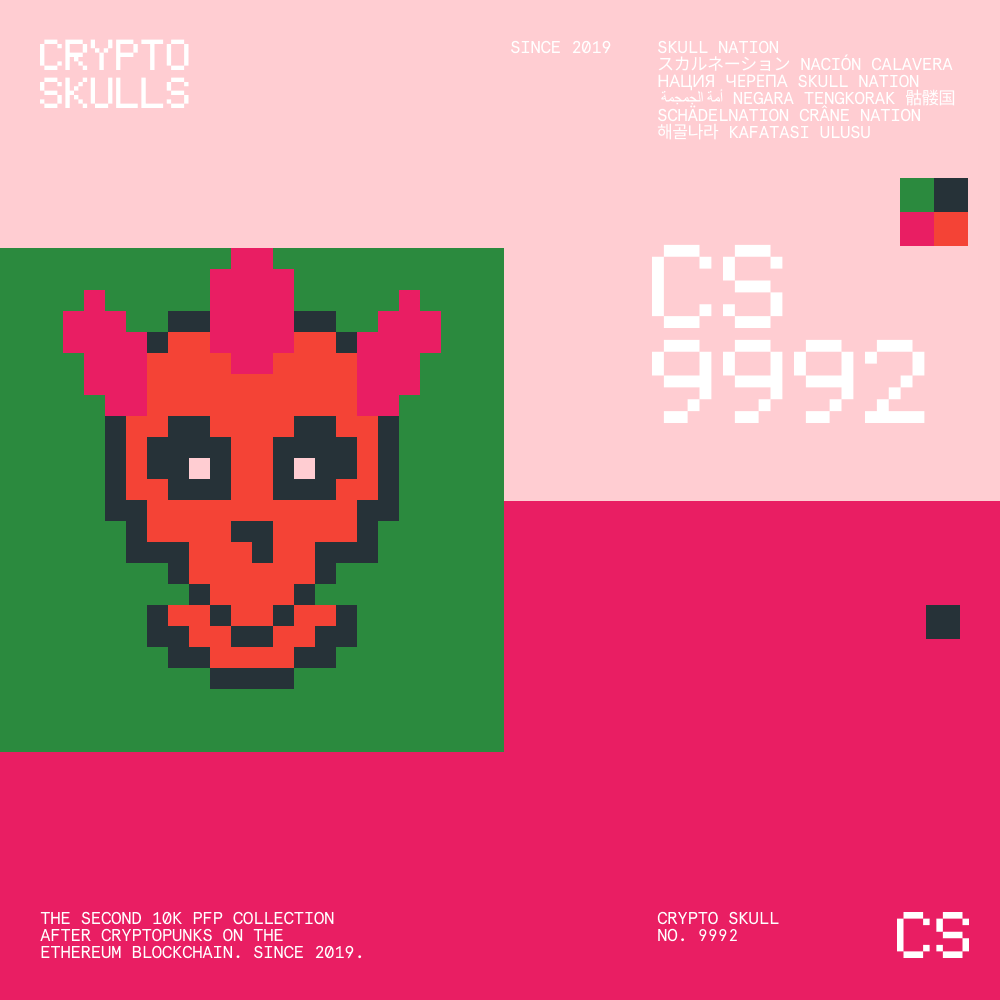 CRYPTO
SKULLS
SINCE 2019
SKULL NATION
スカルネーション NACIÓN CALAVERA
НАЦИЯ ЧЕРЕПА SKULL NATION
أمة الجمجمة NEGARA TENGKORAK 骷髅国
SCHÄDELNATION CRÂNE NATION
해골나라 KAFATASI ULUSU
CS
9992
THE SECOND 10K PFP COLLECTION
AFTER CRYPTOPUNKS ON THE
ETHEREUM BLOCKCHAIN. SINCE 2019.
CRYPTO SKULL
NO. 9992
CS